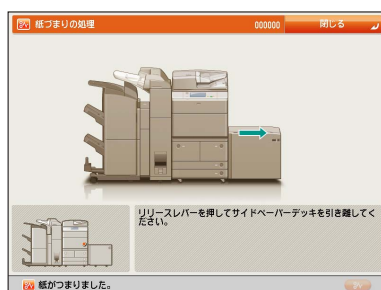 紙づまりの処理
000000
閉じる
リリースレバーを押してサイドペーパーデッキを引き離してく
ださい。
紙がつまりました。